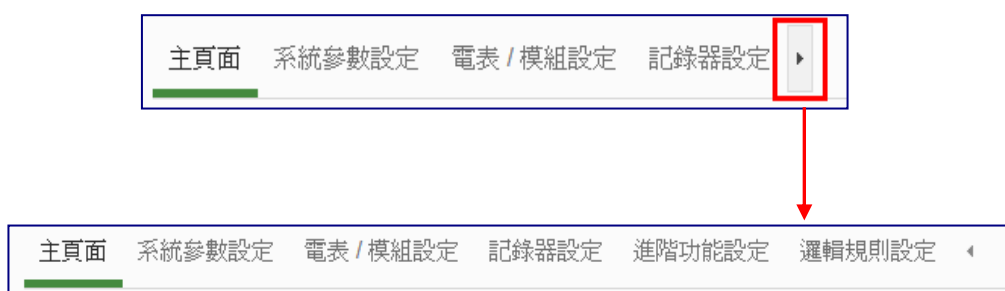 主頁面 系統參數設定 電表 / 模組設定 記錄器設定
主頁面 系統參數設定 電表 / 模組設定 記錄器設定 進階功能設定 邏輯規則設定